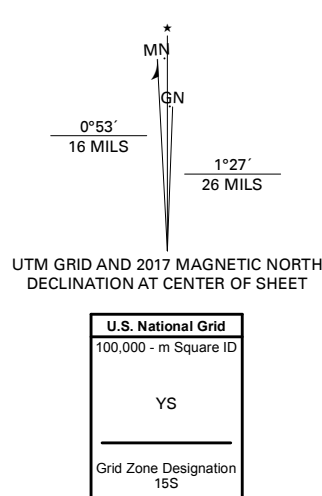 ★
MN
GN
0°53´
16 MILS
1°27´
26 MILS
UTM GRID AND 2017 MAGNETIC NORTH
DECLINATION AT CENTER OF SHEET
U.S. National Grid
100,000 - m Square ID
YS
Grid Zone Designation
15S